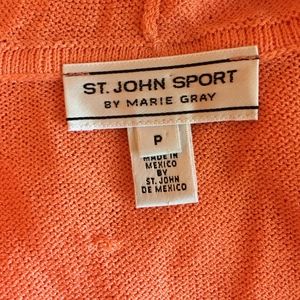 ST. JOHN SPORT
BY MARIE GRAY
P
MADE IN
MEXICO
BY
ST. JOHN
DE MEXICO